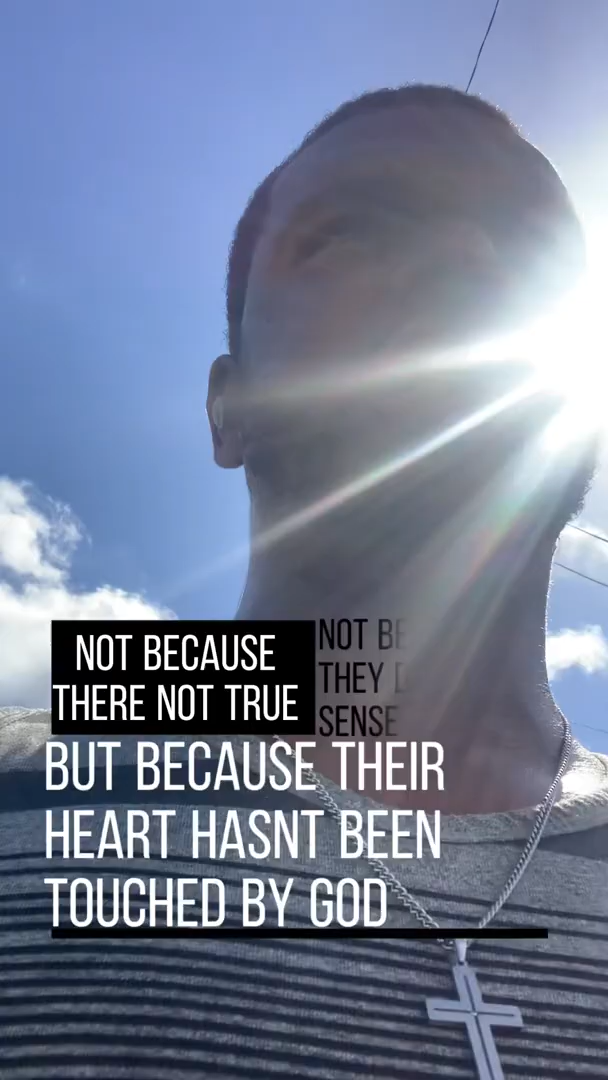 NOT BECAUSE
THERE NOT TRUE
NOT
THEY
SENSE
BUT BECAUSE THEIR
HEART HASNT BEEN
TOUCHED BY GOD